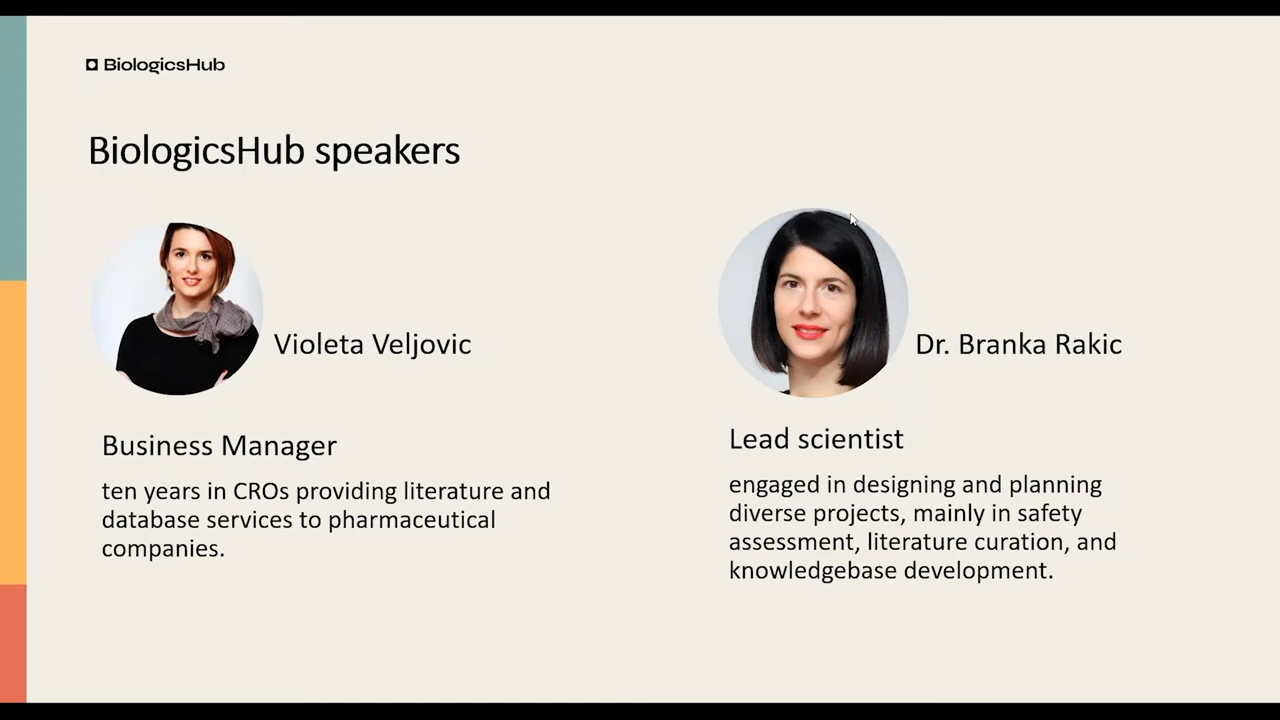 BiologicsHub
BiologicsHub speakers
Violeta Veljovic
Business Manager
ten years in CROs providing literature and
database services to pharmaceutical
companies.
Dr. Branka Rakic
Lead scientist
engaged in designing and planning
diverse projects, mainly in safety
assessment, literature curation, and
knowledgebase development.